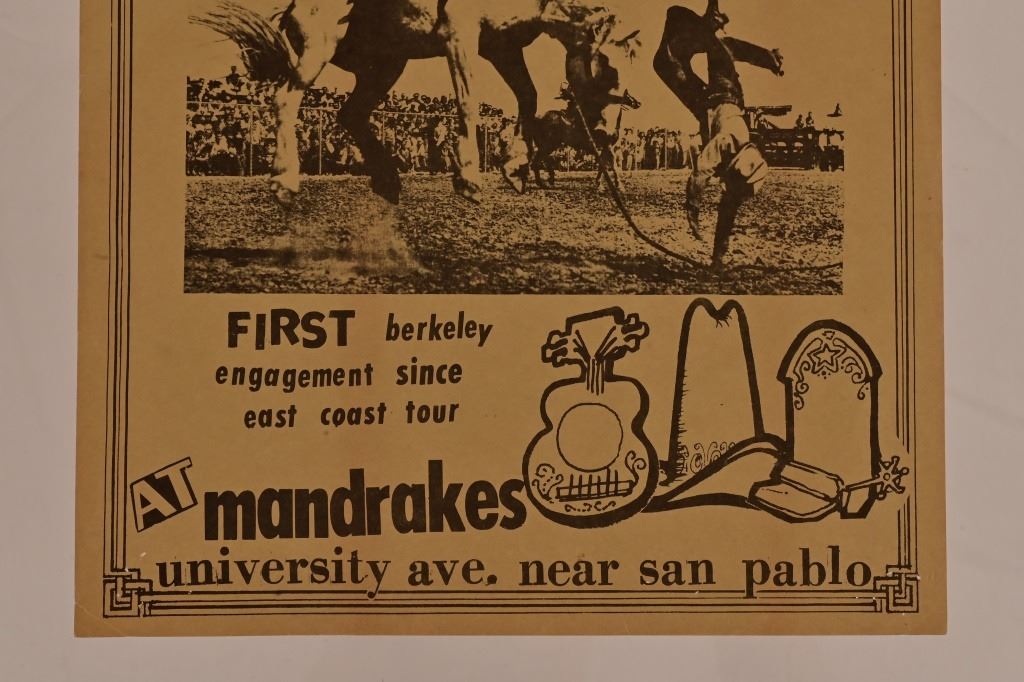 FIRST berkeley
engagement since
east coast tour
AT mandrakes
university ave. near san pablo